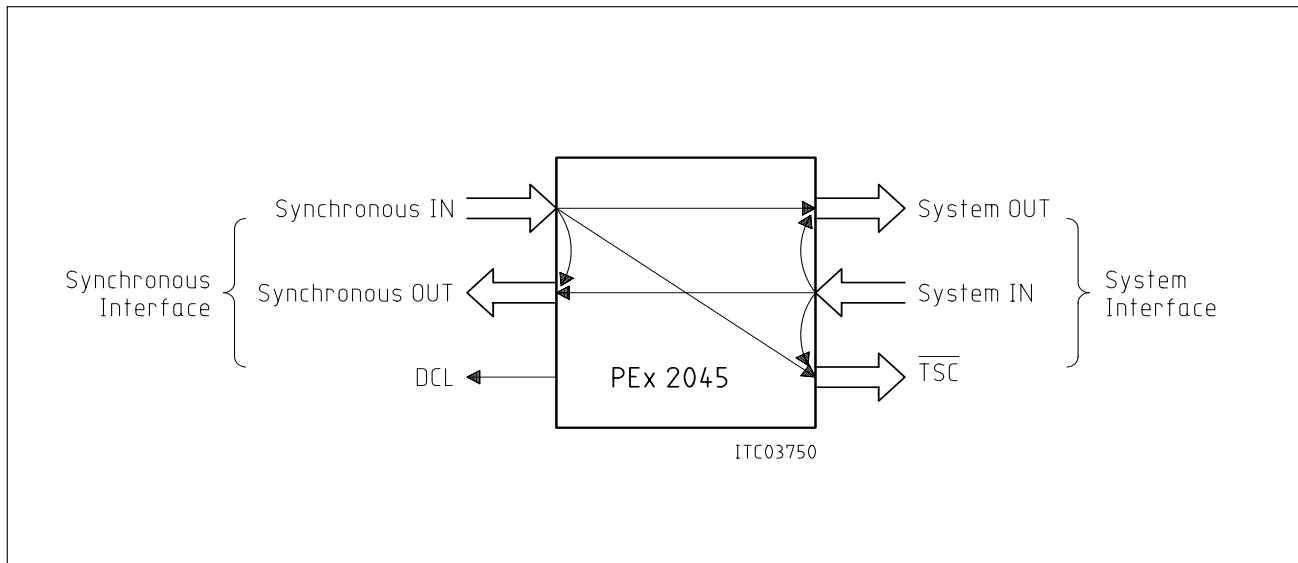 Synchronous IN
System OUT
Synchronous
Interface
Synchronous OUT
System IN
System
Interface
DCL
PEx 2045
TSC
ITC03750